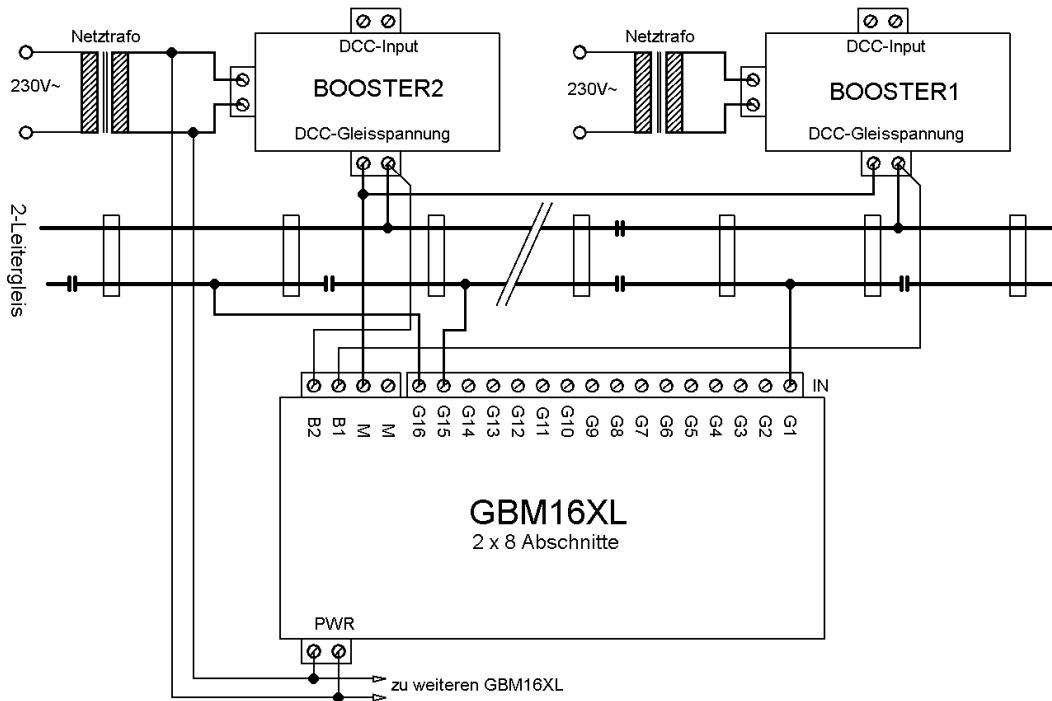 Netztrafo
DCC-Input
Netztrafo
DCC-Input
230V~
BOOSTER2
230V~
BOOSTER1
DCC-Gleisspannung
DCC-Gleisspannung
2-Leitergleis
IN
B2
B1
M
M
G16
G15
G14
G13
G12
G11
G10
G9
G8
G7
G6
G5
G4
G3
G2
G1
GBM16XL
2 x 8 Abschnitte
PWR
zu weiteren GBM16XL